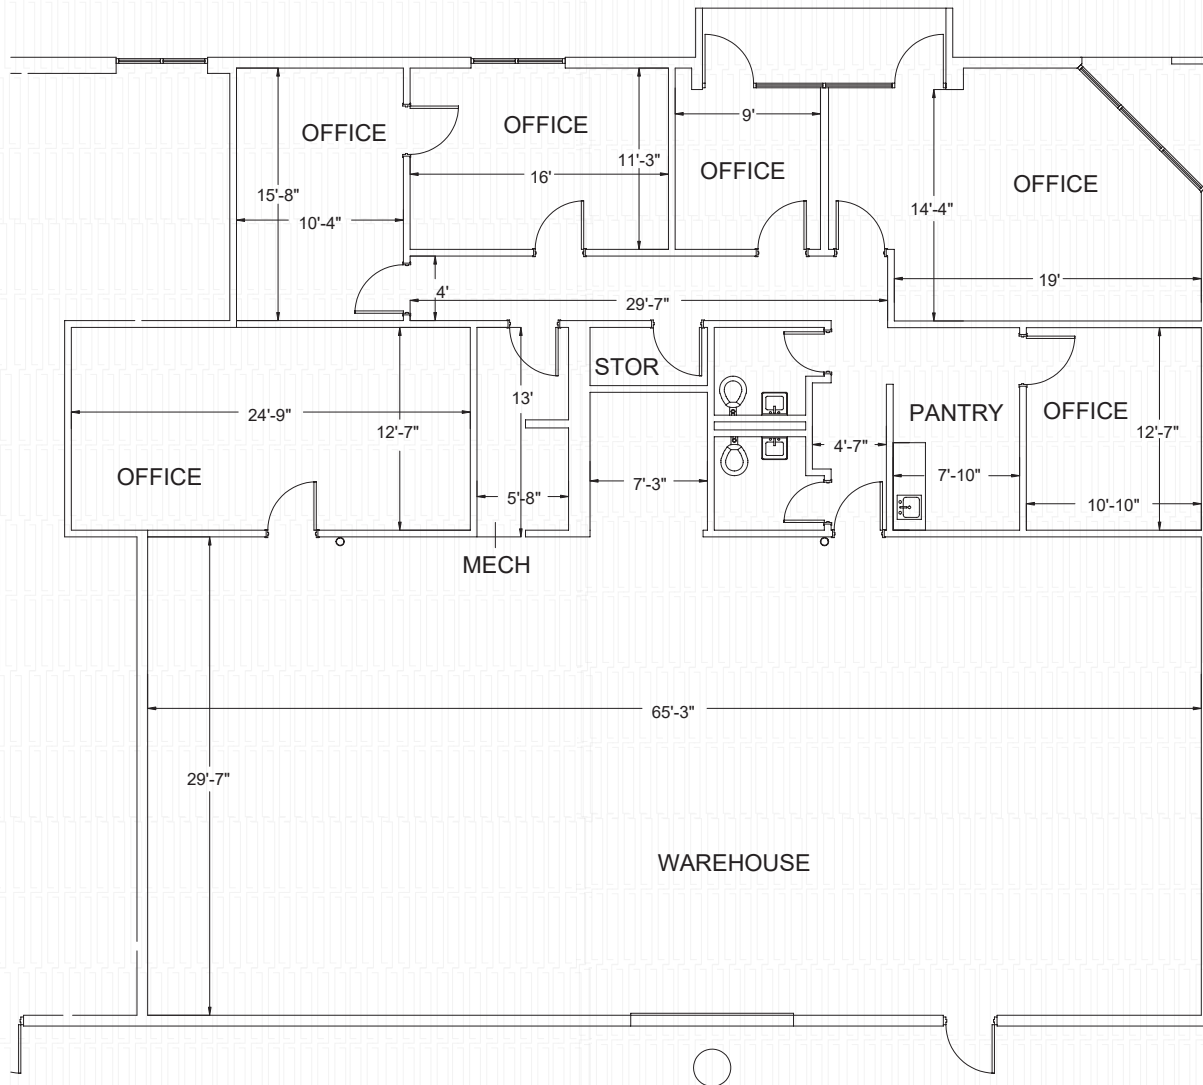 9'
OFFICE
OFFICE
11'-3"
OFFICE
16'
OFFICE
15'-8"
10'-4"
14'-4"
19'
4'
29'-7"
STOR
13'
24'-9"
PANTRY
OFFICE
12'-7"
12'-7"
4'-7"
OFFICE
7'-3"
7'-10"
5'-8"
10'-10"
MECH
65'-3"
29'-7"
WAREHOUSE